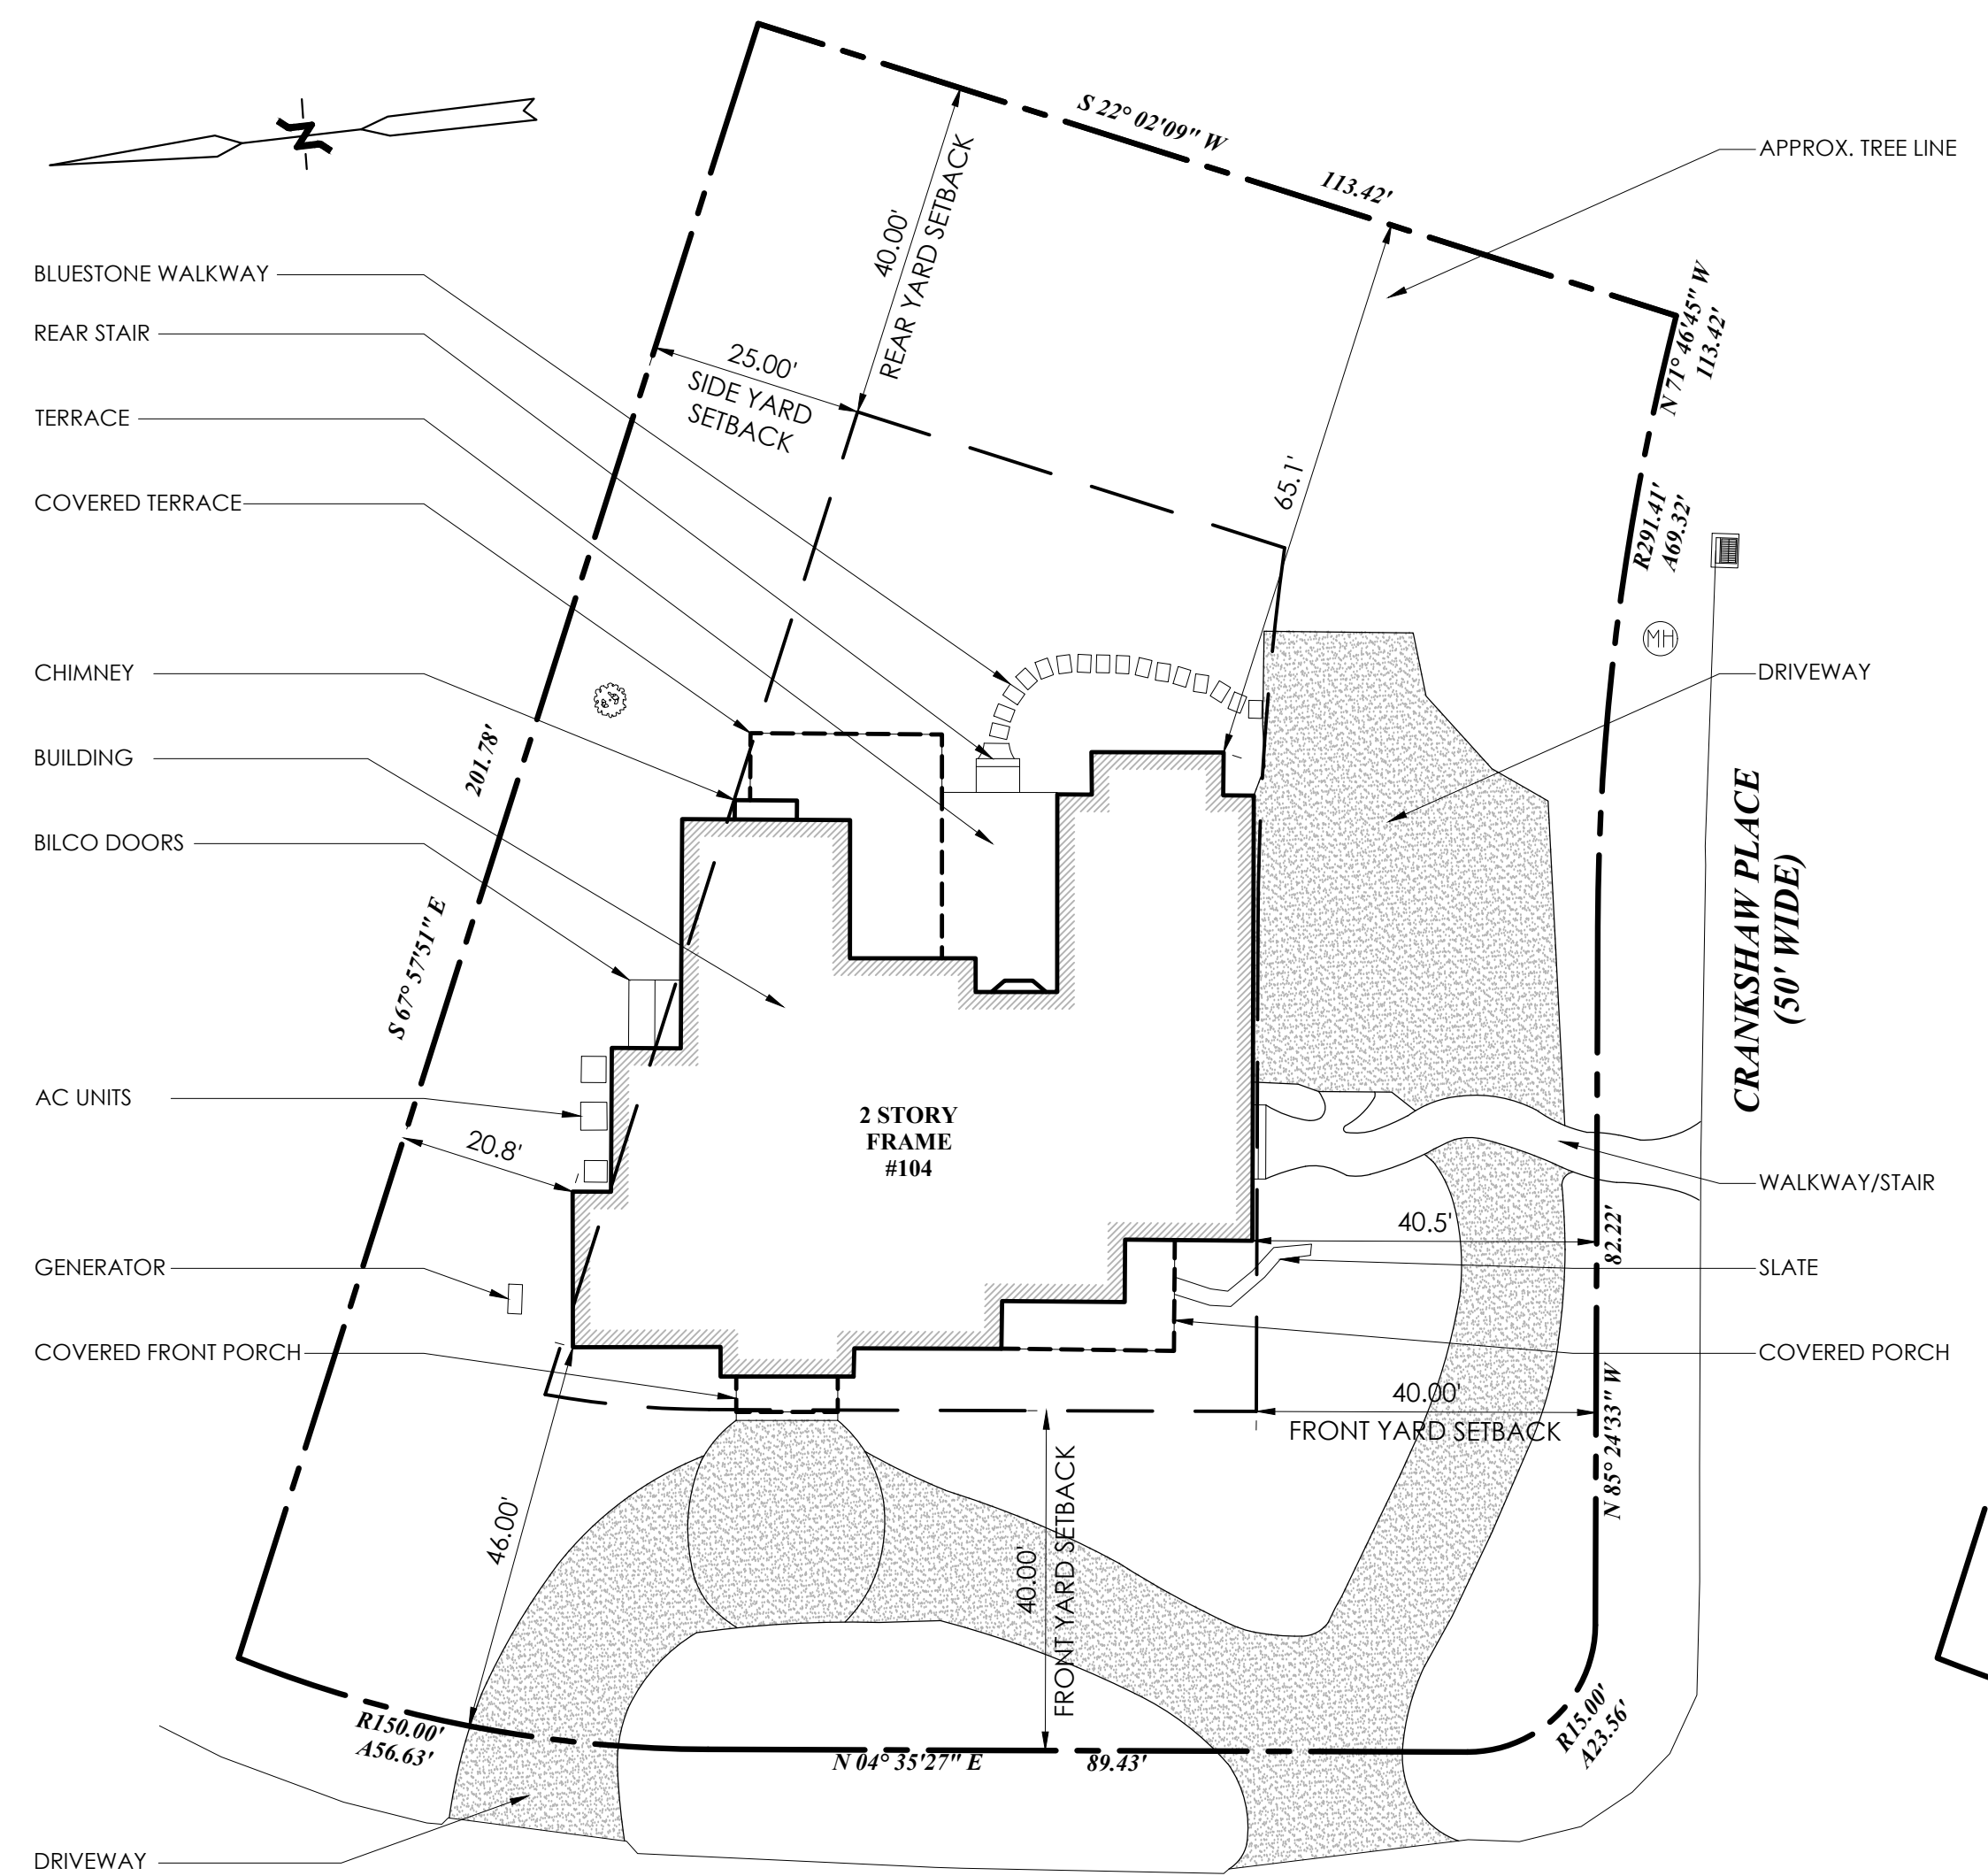 S 22° 02'09" W
113.42'
APPROX. TREE LINE
N
40.00'
REAR YARD SETBACK
BLUESTONE WALKWAY
REAR STAIR
25.00'
SIDE YARD
SETBACK
N 71° 46'45" W
113.42'
TERRACE
65.1'
COVERED TERRACE
R291.41'
A69.32'
MH
CHIMNEY
DRIVEWAY
BUILDING
201.78'
BILCO DOORS
CRANKSHAW PLACE
(50' WIDE)
S 67° 57'51" E
AC UNITS
2 STORY
FRAME
#104
20.8'
WALKWAY/STAIR
40.5'
82.22'
GENERATOR
SLATE
COVERED FRONT PORCH
COVERED PORCH
40.00'
FRONT YARD SETBACK
N 85° 24'33" W
46.00'
40.00'
FRONT YARD SETBACK
R150.00'
A56.63'
N 04° 35'27" E
89.43'
R15.00'
A23.56'
DRIVEWAY